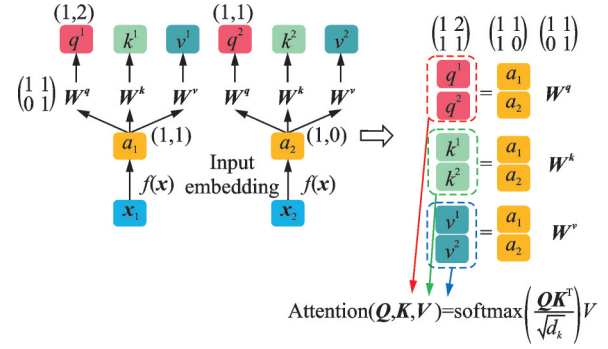 (1,2) (1,1) (1 2 / 1 1) (1 1 / 1 0) (1 1 / 0 1)
q¹ k¹ v¹ q² k² v²
q¹ = a₁ W^q
q² a₂
(1 1 / 0 1) W^q W^k W^v W^q W^k W^v
a₁ (1,1) a₂ (1,0)
k¹ = a₁ W^k
k² a₂
Input
embedding
f(x) f(x)
x₁ x₂
v¹ = a₁ W^v
v² a₂
Attention(Q,K,V)=softmax(QK^T/√d_k)V